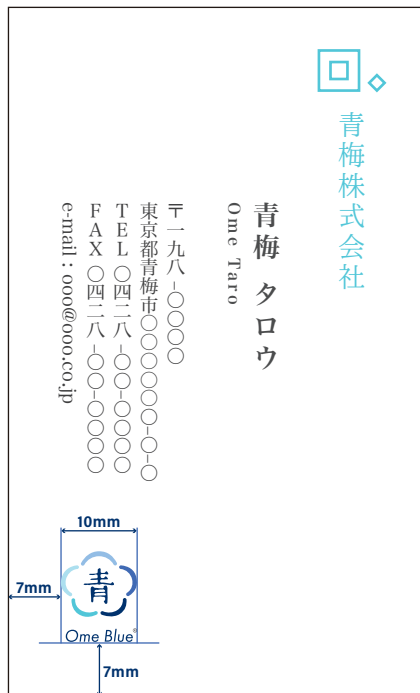 青梅株式会社
青梅 タロウ
Ome Taro
〒一九八-〇〇〇〇
東京都青梅市〇〇〇〇〇〇〇-〇-〇
TEL 〇四二八-〇〇-〇〇〇〇
FAX 〇四二八-〇〇-〇〇〇〇
e-mail : ooo@ooo.co.jp
10mm
7mm
青
Ome Blue®
7mm